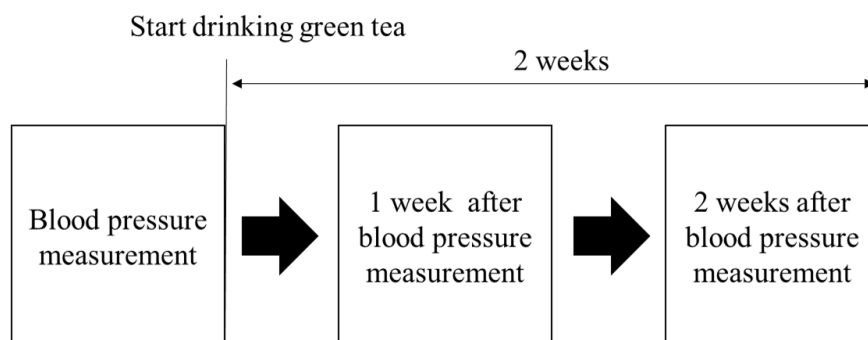 Start drinking green tea
2 weeks
Blood pressure
measurement
1 week after
blood pressure
measurement
2 weeks after
blood pressure
measurement